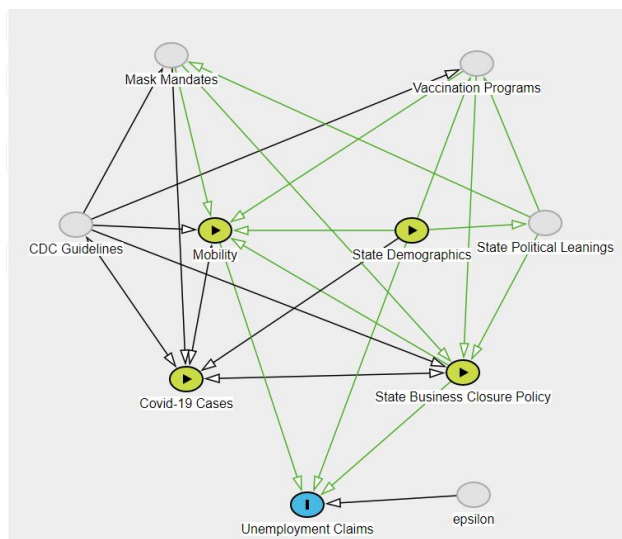 Mask Mandates
Vaccination Programs
CDC Guidelines
Mobility
State Demographics
State Political Leanings
Covid-19 Cases
State Business Closure Policy
Unemployment Claims
epsilon